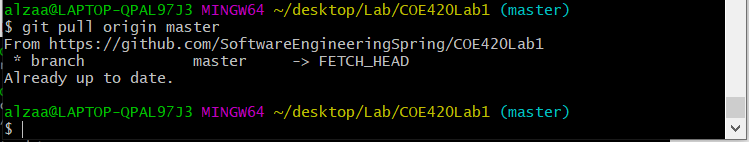 alzaa@LAPTOP-QPAL97J3 MINGW64 ~/desktop/Lab/COE420Lab1 (master)
$ git pull origin master
From https://github.com/SoftwareEngineeringSpring/COE420Lab1
 * branch            master     -> FETCH_HEAD
Already up to date.
alzaa@LAPTOP-QPAL97J3 MINGW64 ~/desktop/Lab/COE420Lab1 (master)
$